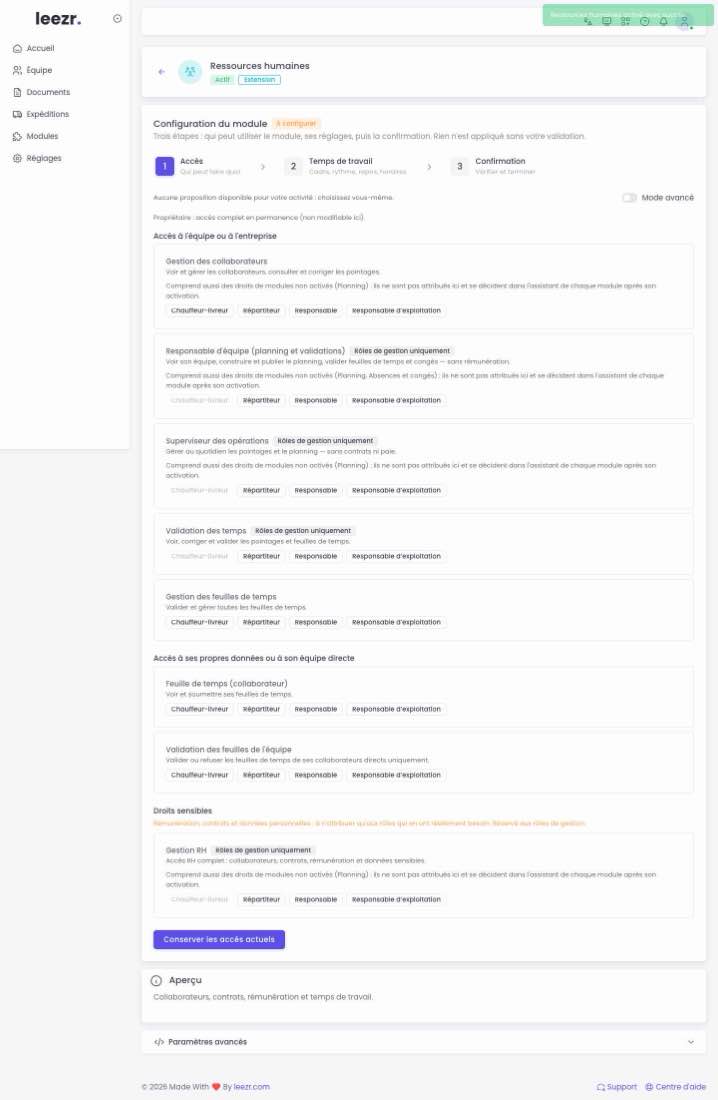 leezr.
Accueil
Équipe
Documents
Expéditions
Modules
Réglages
Ressources humaines
Actif
Extension
Configuration du module
À configurer
Trois étapes : qui peut utiliser le module, ses réglages, puis la confirmation. Rien n'est appliqué sans votre validation.
1
Accès
Qui peut faire quoi
2
Temps de travail
Cadre, rythme, repos, horaires
3
Confirmation
Vérifier et terminer
Aucune proposition disponible pour votre activité : choisissez vous-même.
Mode avancé
Propriétaire : accès complet en permanence (non modifiable ici).
Accès à l'équipe ou à l'entreprise
Gestion des collaborateurs
Voir et gérer les collaborateurs, consulter et corriger les pointages.
Comprend aussi des droits de modules non activés (Planning) : ils ne sont pas attribués ici et se décident dans l'assistant de chaque module après son
activation.
Chauffeur-livreur Répartiteur Responsable Responsable d'exploitation
Responsable d'équipe (planning et validations) Rôles de gestion uniquement
Voir son équipe, construire et publier le planning, valider feuilles de temps et congés — sans rémunération.
Comprend aussi des droits de modules non activés (Planning, Absences et congés) : ils ne sont pas attribués ici et se décident dans l'assistant de chaque
module après son activation.
Chauffeur-livreur Répartiteur Responsable Responsable d'exploitation
Superviseur des opérations Rôles de gestion uniquement
Gérer au quotidien les pointages et le planning — sans contrats ni paie.
Comprend aussi des droits de modules non activés (Planning) : ils ne sont pas attribués ici et se décident dans l'assistant de chaque module après son
activation.
Chauffeur-livreur Répartiteur Responsable Responsable d'exploitation
Validation des temps Rôles de gestion uniquement
Voir, corriger et valider les pointages et feuilles de temps.
Chauffeur-livreur Répartiteur Responsable Responsable d'exploitation
Gestion des feuilles de temps
Valider et gérer toutes les feuilles de temps.
Chauffeur-livreur Répartiteur Responsable Responsable d'exploitation
Accès à ses propres données ou à son équipe directe
Feuille de temps (collaborateur)
Voir et soumettre ses feuilles de temps.
Chauffeur-livreur Répartiteur Responsable Responsable d'exploitation
Validation des feuilles de l'équipe
Valider ou refuser les feuilles de temps de ses collaborateurs directs uniquement.
Chauffeur-livreur Répartiteur Responsable Responsable d'exploitation
Droits sensibles
Rémunération, contrats et données personnelles : à n'attribuer qu'aux rôles qui en ont réellement besoin. Réservé aux rôles de gestion.
Gestion RH Rôles de gestion uniquement
Accès RH complet : collaborateurs, contrats, rémunération et données sensibles.
Comprend aussi des droits de modules non activés (Planning) : ils ne sont pas attribués ici et se décident dans l'assistant de chaque module après son
activation.
Chauffeur-livreur Répartiteur Responsable Responsable d'exploitation
Conserver les accès actuels
Aperçu
Collaborateurs, contrats, rémunération et temps de travail.
Paramètres avancés
© 2026 Made With ❤️ By leezr.com
Support
Centre d'aide